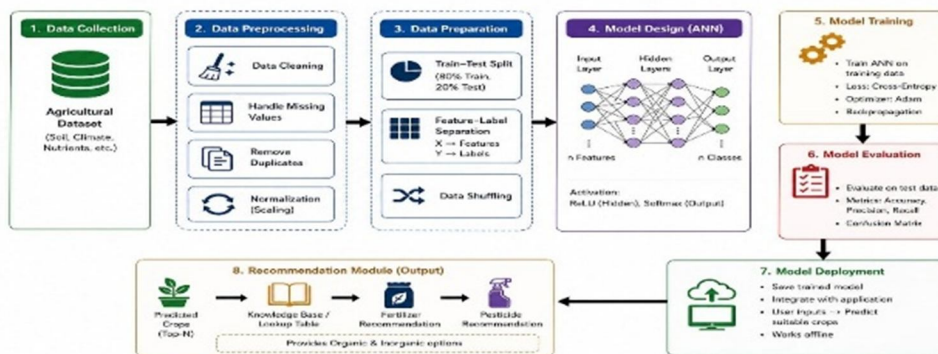 1. Data Collection
Agricultural
Dataset
(Soil, Climate,
Nutrients, etc.)
2. Data Preprocessing
Data Cleaning
Handle Missing
Values
Remove
Duplicates
Normalization
(Scaling)
3. Data Preparation
Train–Test Split
(80% Train,
20% Test)
Feature–Label
Separation
X → Features
Y → Labels
Data Shuffling
4. Model Design (ANN)
Input
Layer
Hidden
Layers
Output
Layer
n Features
n Classes
Activation:
ReLU (Hidden), Softmax (Output)
5. Model Training
• Train ANN on
training data
• Loss: Cross-Entropy
• Optimizer: Adam
• Backpropagation
6. Model Evaluation
• Evaluate on test data
• Metrics: Accuracy,
Precision, Recall
• Confusion Matrix
7. Model Deployment
• Save trained model
• Integrate with application
• User inputs → Predict
suitable crops
• Works offline
8. Recommendation Module (Output)
Predicted
Crops
(Top-N)
Knowledge Base /
Lookup Table
Fertilizer
Recommendation
Pesticide
Recommendation
Provides Organic & Inorganic options